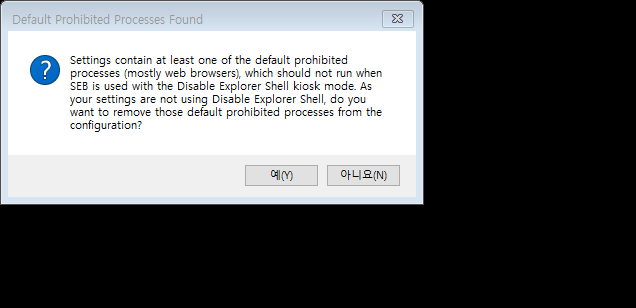 Default Prohibited Processes Found
Settings contain at least one of the default prohibited
processes (mostly web browsers), which should not run when
SEB is used with the Disable Explorer Shell kiosk mode. As
your settings are not using Disable Explorer Shell, do you
want to remove those default prohibited processes from the
configuration?
예(Y)
아니요(N)